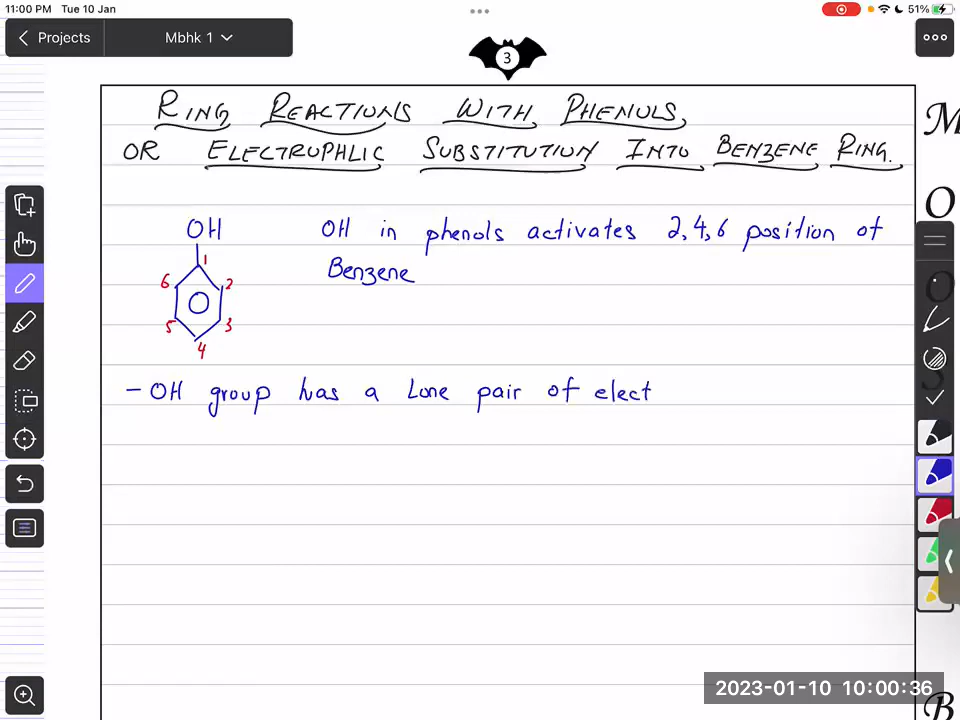 11:00 PM Tue 10 Jan
51%
Projects
Mbhk 1
3
RING REACTIONS WITH PHENOLS,
OR ELECTROPHLIC SUBSTITUTION INTO BENZENE RING.
M
O
OH
OH in phenols activates 2,4,6 position of
Benzene
1
6 2
5 3
4
- OH group has a Lone pair of elect
B
2023-01-10 10:00:36